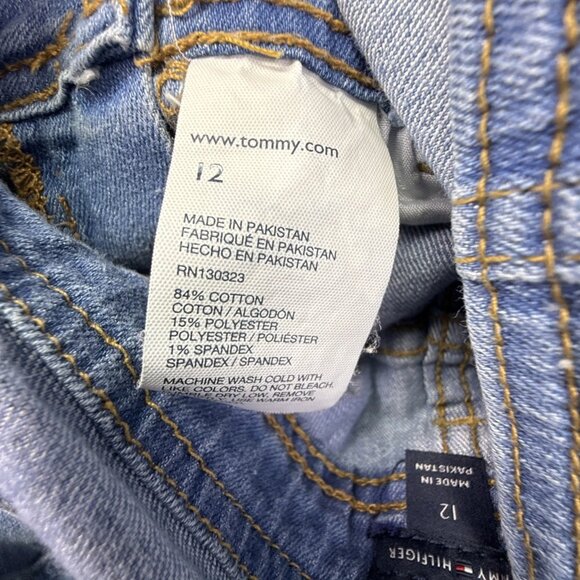 www.tommy.com
12
MADE IN PAKISTAN
FABRIQUÉ EN PAKISTAN
HECHO EN PAKISTAN
RN130323
84% COTTON
COTON / ALGODÓN
15% POLYESTER
POLYESTER / POLIÉSTER
1% SPANDEX
SPANDEX / SPANDEX
MACHINE WASH COLD WITH
LIKE COLORS. DO NOT BLEACH.
DRY LOW, REMOVE
USE WARM IRON
MADE IN
PAKISTAN
12
HILFIGER